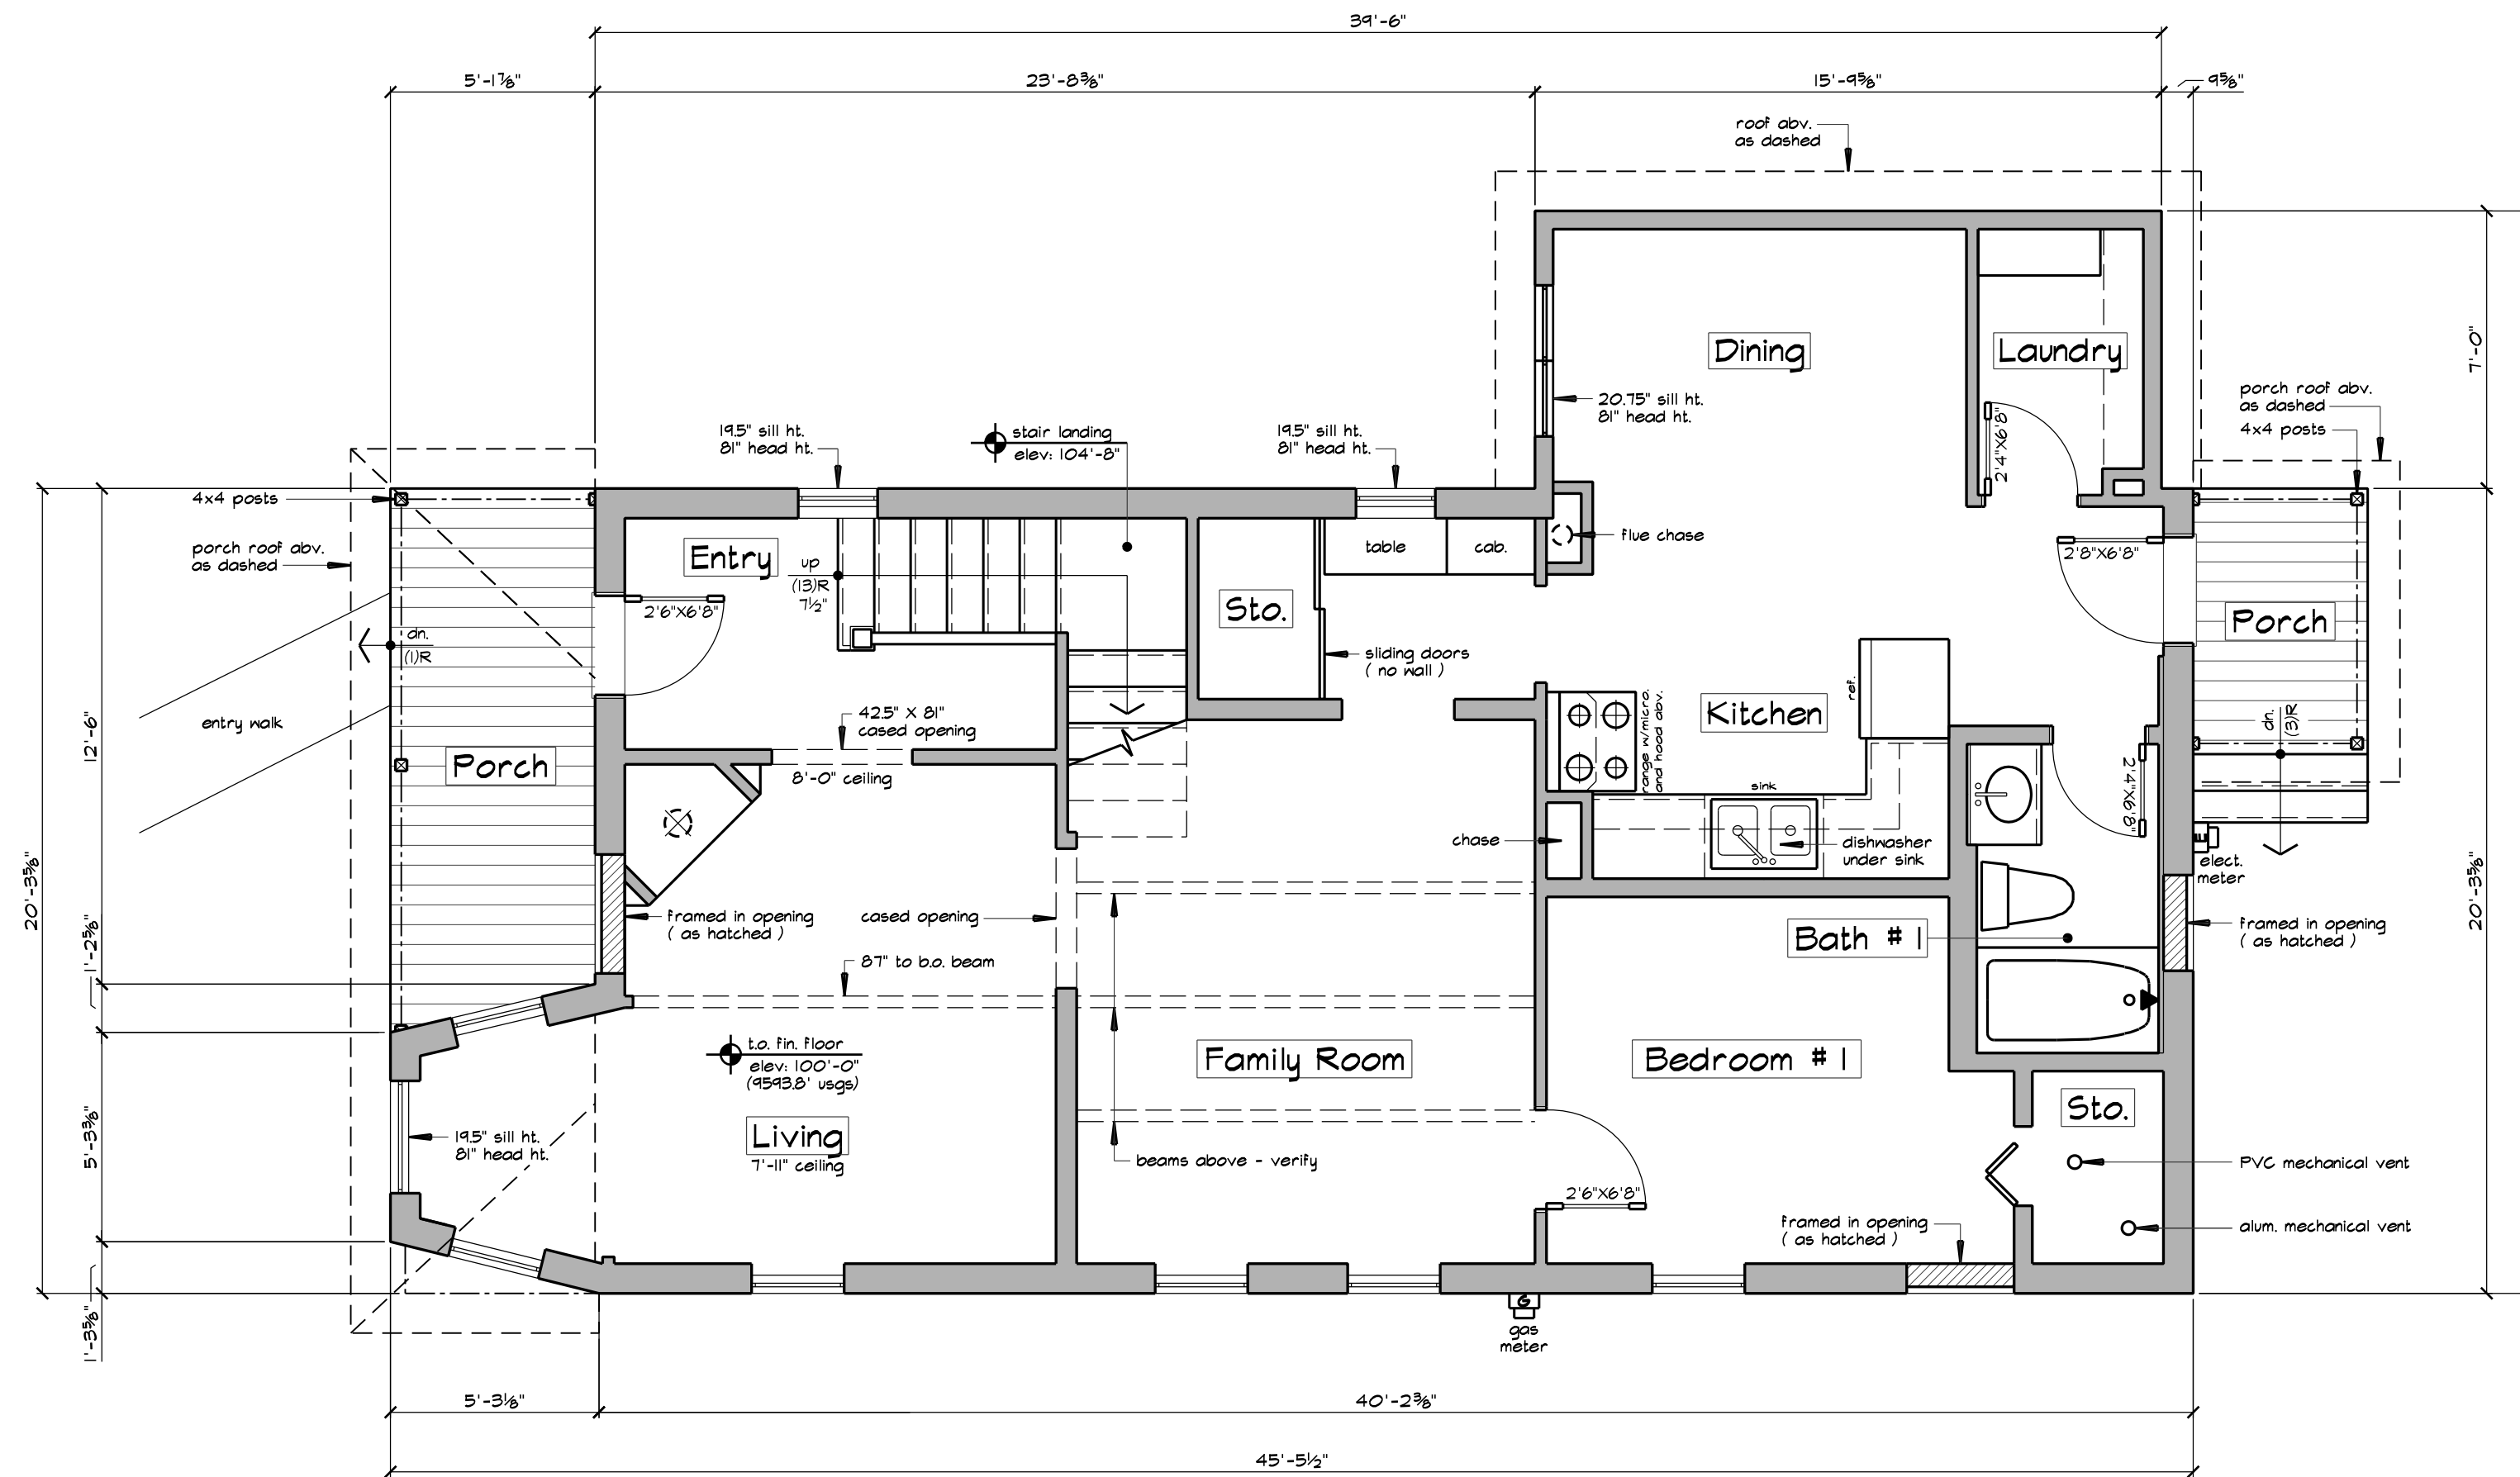 39'-6"
5'-1⅞"
23'-8⅜"
15'-9⅝"
9⅝"
roof abv.
as dashed
Dining
Laundry
7'-0"
20.75" sill ht.
81" head ht.
2'4"X6'8"
porch roof abv.
as dashed
4x4 posts
19.5" sill ht.
81" head ht.
stair landing
elev: 104'-8"
19.5" sill ht.
81" head ht.
4x4 posts
porch roof abv.
as dashed
Entry
up
(13)R
7½"
table
cab.
flue chase
2'8"X6'8"
2'6"X6'8"
Sto.
Porch
dn.
(1)R
sliding doors
( no wall )
entry walk
12'-6"
42.5" X 81"
cased opening
ref.
Kitchen
range w/micro.
and hood abv.
dn.
(3)R
Porch
8'-0" ceiling
sink
2'4"X6'8"
chase
dishwasher
under sink
E
elect.
meter
20'-3⅝"
1'-2⅝"
framed in opening
( as hatched )
cased opening
Bath # 1
framed in opening
( as hatched )
20'-3⅝"
87" to b.o. beam
t.o. fin. floor
elev: 100'-0"
(9593.8' usgs)
Family Room
Bedroom # 1
Sto.
5'-3⅜"
19.5" sill ht.
81" head ht.
Living
7'-11" ceiling
beams above - verify
PVC mechanical vent
2'6"X6'8"
framed in opening
( as hatched )
alum. mechanical vent
1'-3⅝"
G
gas
meter
5'-3⅛"
40'-2⅜"
45'-5½"